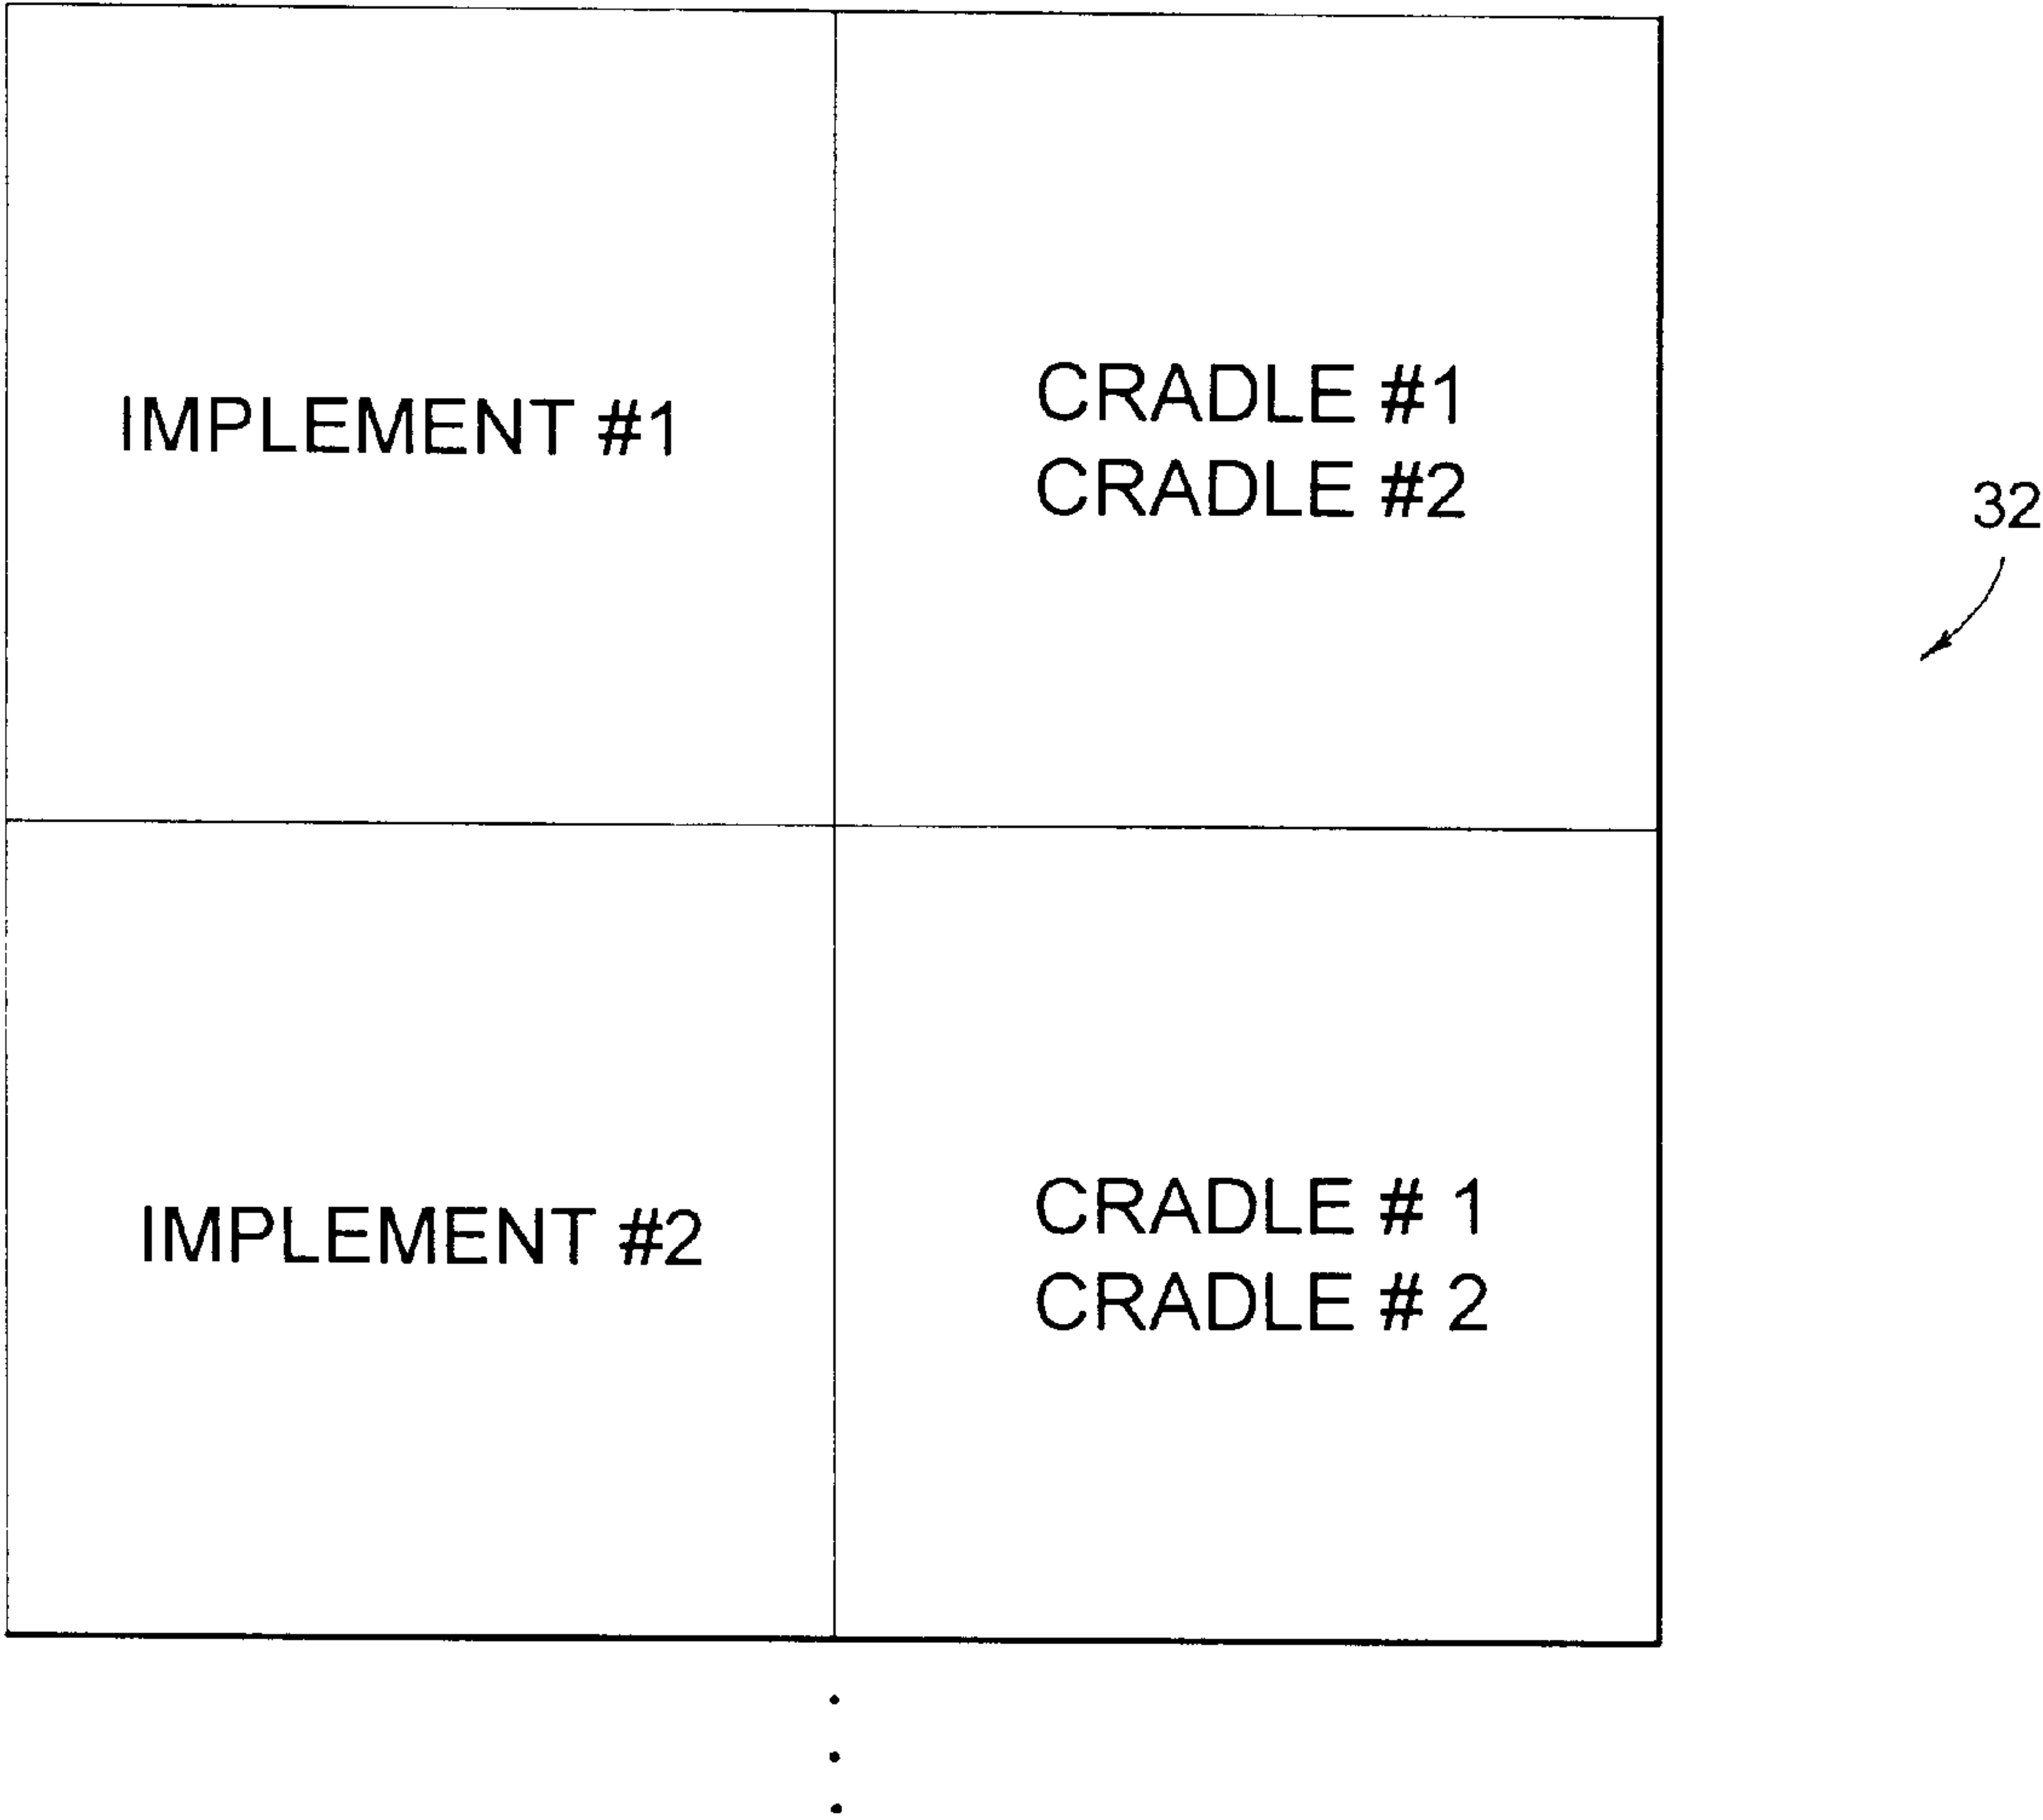 IMPLEMENT #1
CRADLE #1
CRADLE #2
32
IMPLEMENT #2
CRADLE # 1
CRADLE # 2